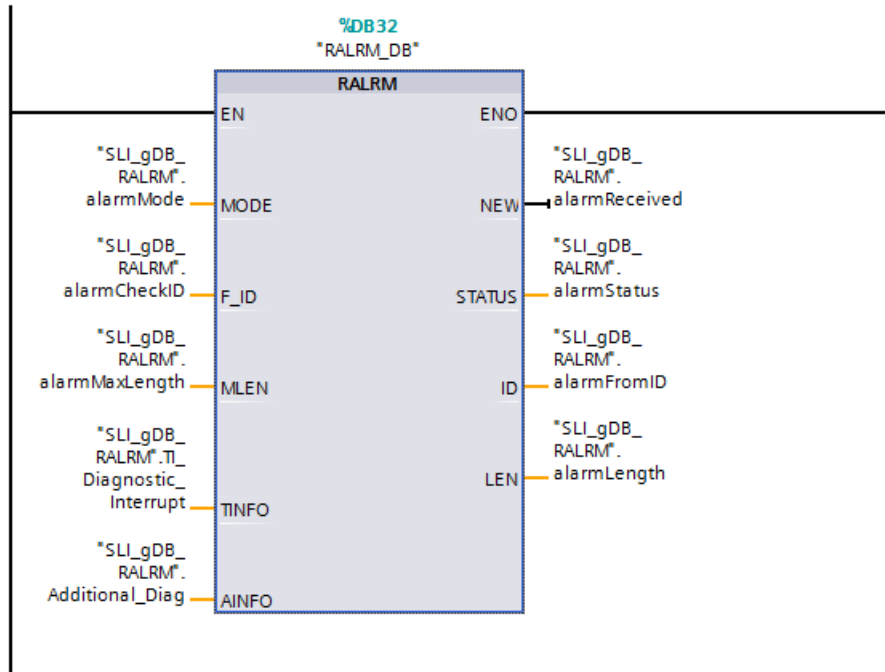 %DB32
"RALRM_DB"
RALRM
EN
ENO
"SLI_gDB_
RALRM".
alarmMode
MODE
NEW
"SLI_gDB_
RALRM".
alarmReceived
"SLI_gDB_
RALRM".
alarmCheckID
F_ID
STATUS
"SLI_gDB_
RALRM".
alarmStatus
"SLI_gDB_
RALRM".
alarmMaxLength
MLEN
ID
"SLI_gDB_
RALRM".
alarmFromID
"SLI_gDB_
RALRM".TI_
Diagnostic_
Interrupt
TINFO
LEN
"SLI_gDB_
RALRM".
alarmLength
"SLI_gDB_
RALRM".
Additional_Diag
AINFO